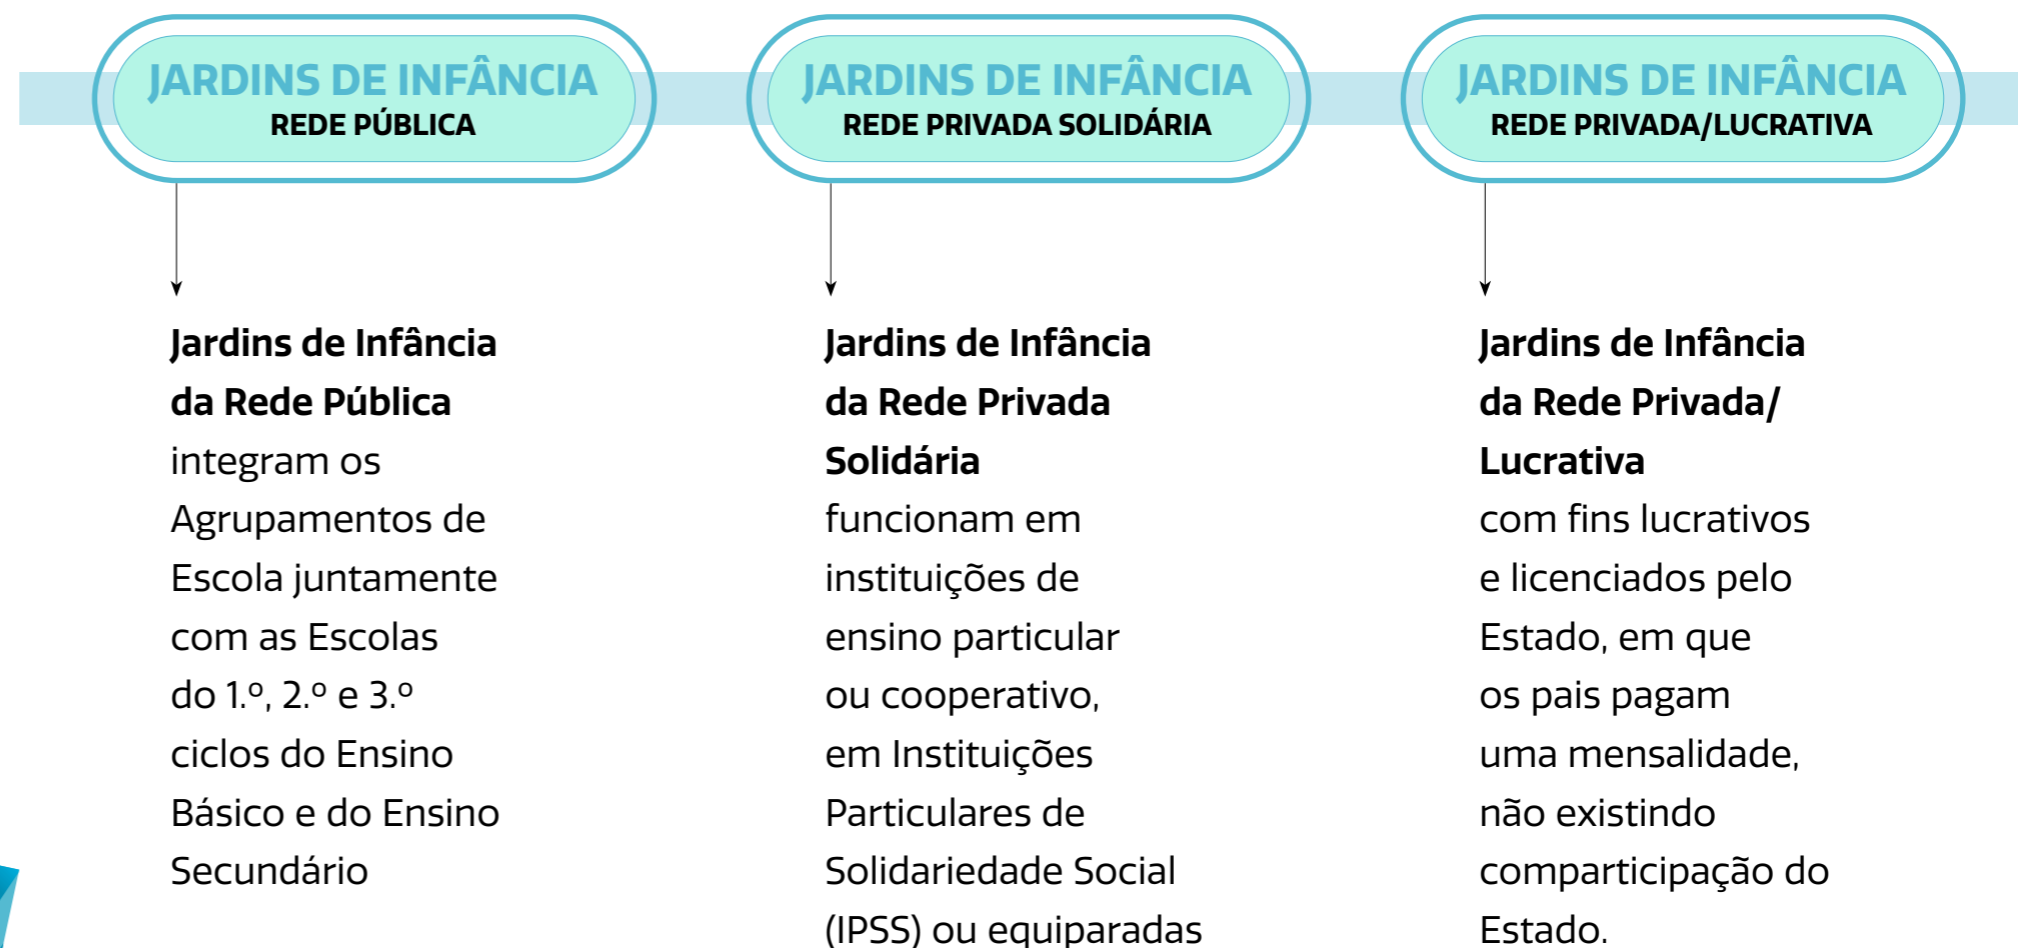 JARDINS DE INFÂNCIA
REDE PÚBLICA
Jardins de Infância
da Rede Pública
integram os
Agrupamentos de
Escola juntamente
com as Escolas
do 1.º, 2.º e 3.º
ciclos do Ensino
Básico e do Ensino
Secundário
JARDINS DE INFÂNCIA
REDE PRIVADA SOLIDÁRIA
Jardins de Infância
da Rede Privada
Solidária
funcionam em
instituições de
ensino particular
ou cooperativo,
em Instituições
Particulares de
Solidariedade Social
(IPSS) ou equiparadas
JARDINS DE INFÂNCIA
REDE PRIVADA/LUCRATIVA
Jardins de Infância
da Rede Privada/
Lucrativa
com fins lucrativos
e licenciados pelo
Estado, em que
os pais pagam
uma mensalidade,
não existindo
comparticipação do
Estado.